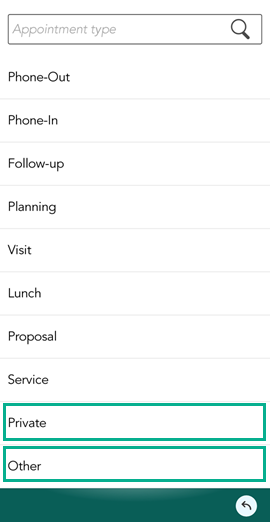 Appointment type
Phone-Out
Phone-In
Follow-up
Planning
Visit
Lunch
Proposal
Service
Private
Other